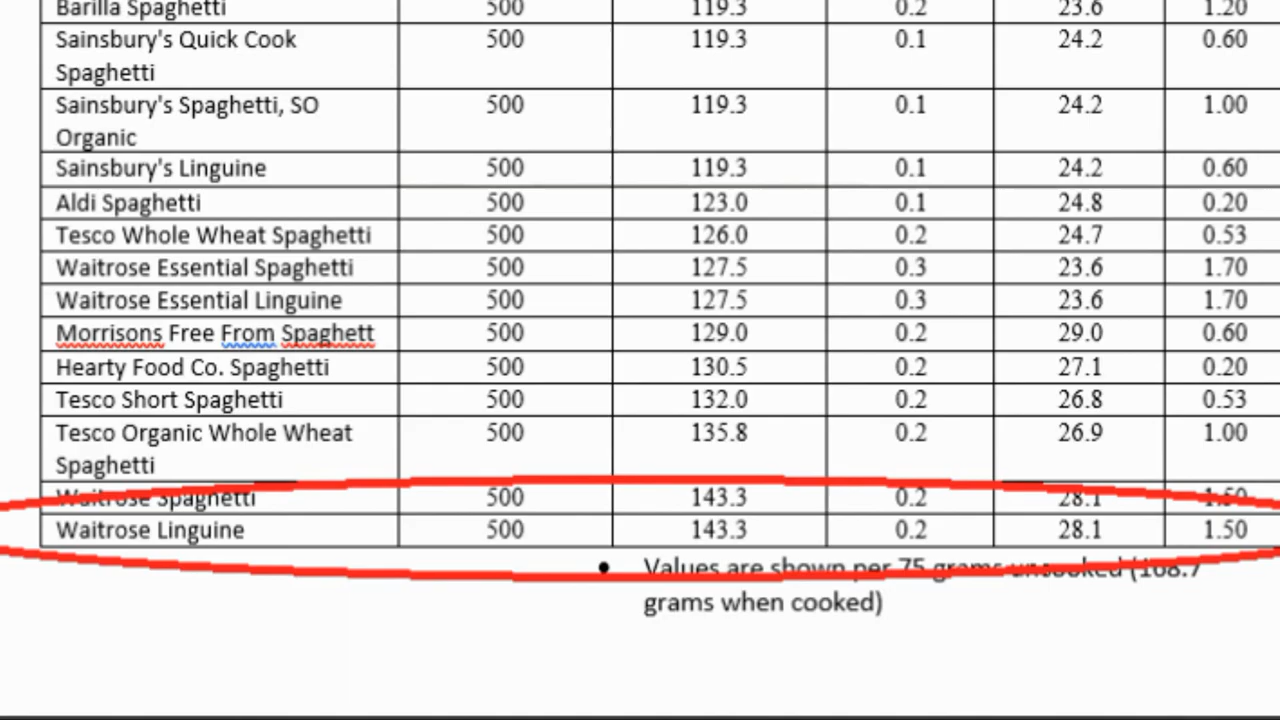 Barilla Spaghetti 500 119.3 0.2 23.6 1.20
Sainsbury's Quick Cook 500 119.3 0.1 24.2 0.60
Spaghetti
Sainsbury's Spaghetti, SO 500 119.3 0.1 24.2 1.00
Organic
Sainsbury's Linguine 500 119.3 0.1 24.2 0.60
Aldi Spaghetti 500 123.0 0.1 24.8 0.20
Tesco Whole Wheat Spaghetti 500 126.0 0.2 24.7 0.53
Waitrose Essential Spaghetti 500 127.5 0.3 23.6 1.70
Waitrose Essential Linguine 500 127.5 0.3 23.6 1.70
Morrisons Free From Spaghett 500 129.0 0.2 29.0 0.60
Hearty Food Co. Spaghetti 500 130.5 0.2 27.1 0.20
Tesco Short Spaghetti 500 132.0 0.2 26.8 0.53
Tesco Organic Whole Wheat 500 135.8 0.2 26.9 1.00
Spaghetti
Waitrose Spaghetti 500 143.3 0.2 28.1 1.50
Waitrose Linguine 500 143.3 0.2 28.1 1.50
• Values are shown per 75 grams uncooked (168.7
grams when cooked)